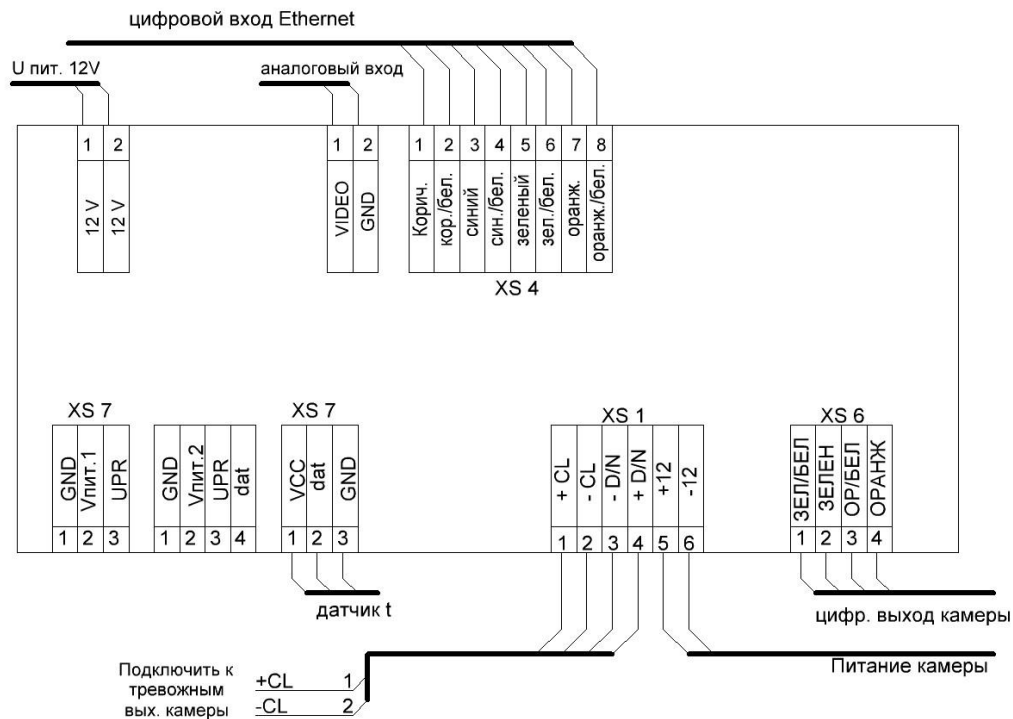 цифровой вход Ethernet
U пит. 12V
аналоговый вход
1 2
12 V
12 V
1 2
VIDEO
GND
1 2 3 4 5 6 7 8
Корич.
кор./бел.
синий
син./бел.
зеленый
зел./бел.
оранж.
оранж./бел.
XS 4
XS 7
GND
Vпит.1
UPR
1 2 3
GND
Vпит.2
UPR
dat
1 2 3 4
XS 7
VCC
dat
GND
1 2 3
датчик t
XS 1
+ CL
- CL
- D/N
+ D/N
+12
-12
1 2 3 4 5 6
XS 6
ЗЕЛ/БЕЛ
ЗЕЛЕН
ОР/БЕЛ
ОРАНЖ
1 2 3 4
цифр. выход камеры
Питание камеры
Подключить к
тревожным
вых. камеры
+CL 1
-CL 2